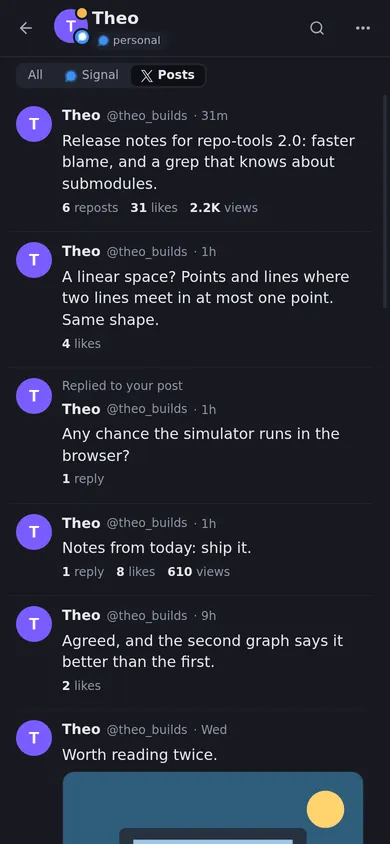 T
Theo
personal
All Signal Posts
T
Theo @theo_builds · 31m
Release notes for repo-tools 2.0: faster
blame, and a grep that knows about
submodules.
6 reposts 31 likes 2.2K views
T
Theo @theo_builds · 1h
A linear space? Points and lines where
two lines meet in at most one point.
Same shape.
4 likes
Replied to your post
T
Theo @theo_builds · 1h
Any chance the simulator runs in the
browser?
1 reply
T
Theo @theo_builds · 1h
Notes from today: ship it.
1 reply 8 likes 610 views
T
Theo @theo_builds · 9h
Agreed, and the second graph says it
better than the first.
2 likes
T
Theo @theo_builds · Wed
Worth reading twice.